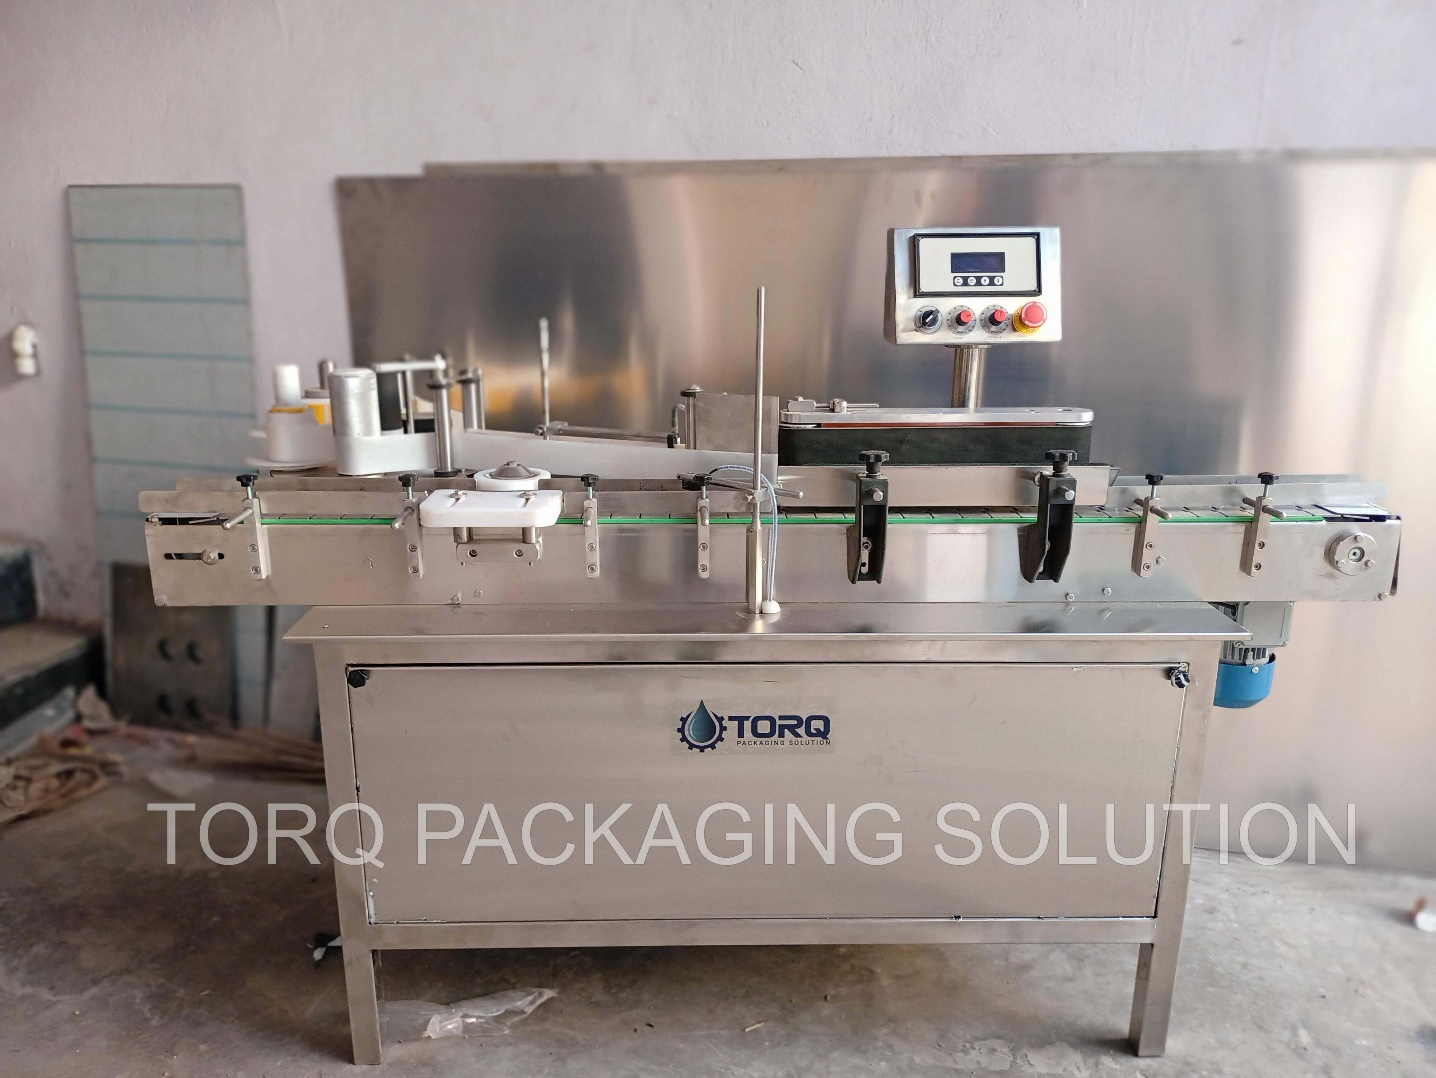 TORQ
PACKAGING SOLUTION
TORQ PACKAGING SOLUTION